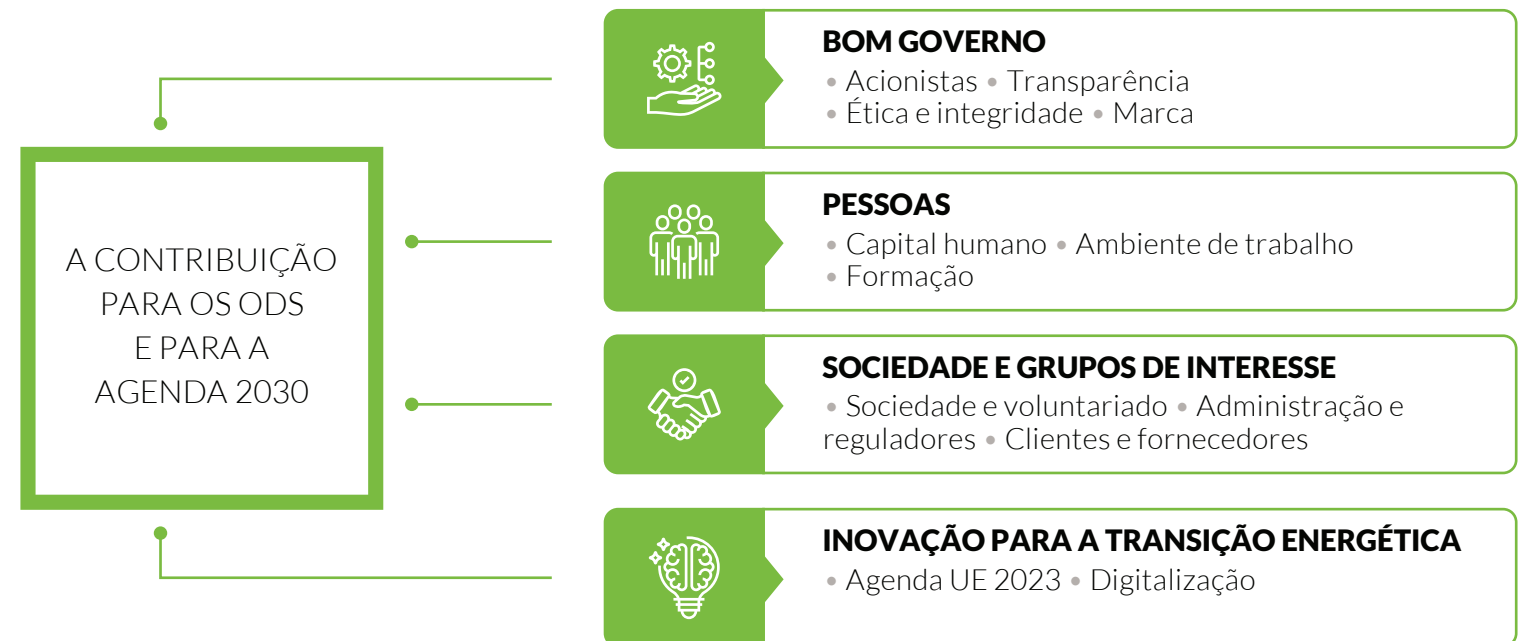 A CONTRIBUIÇÃO
PARA OS ODS
E PARA A
AGENDA 2030
BOM GOVERNO
• Acionistas • Transparência
• Ética e integridade • Marca
PESSOAS
• Capital humano • Ambiente de trabalho
• Formação
SOCIEDADE E GRUPOS DE INTERESSE
• Sociedade e voluntariado • Administração e
reguladores • Clientes e fornecedores
INOVAÇÃO PARA A TRANSIÇÃO ENERGÉTICA
• Agenda UE 2023 • Digitalização